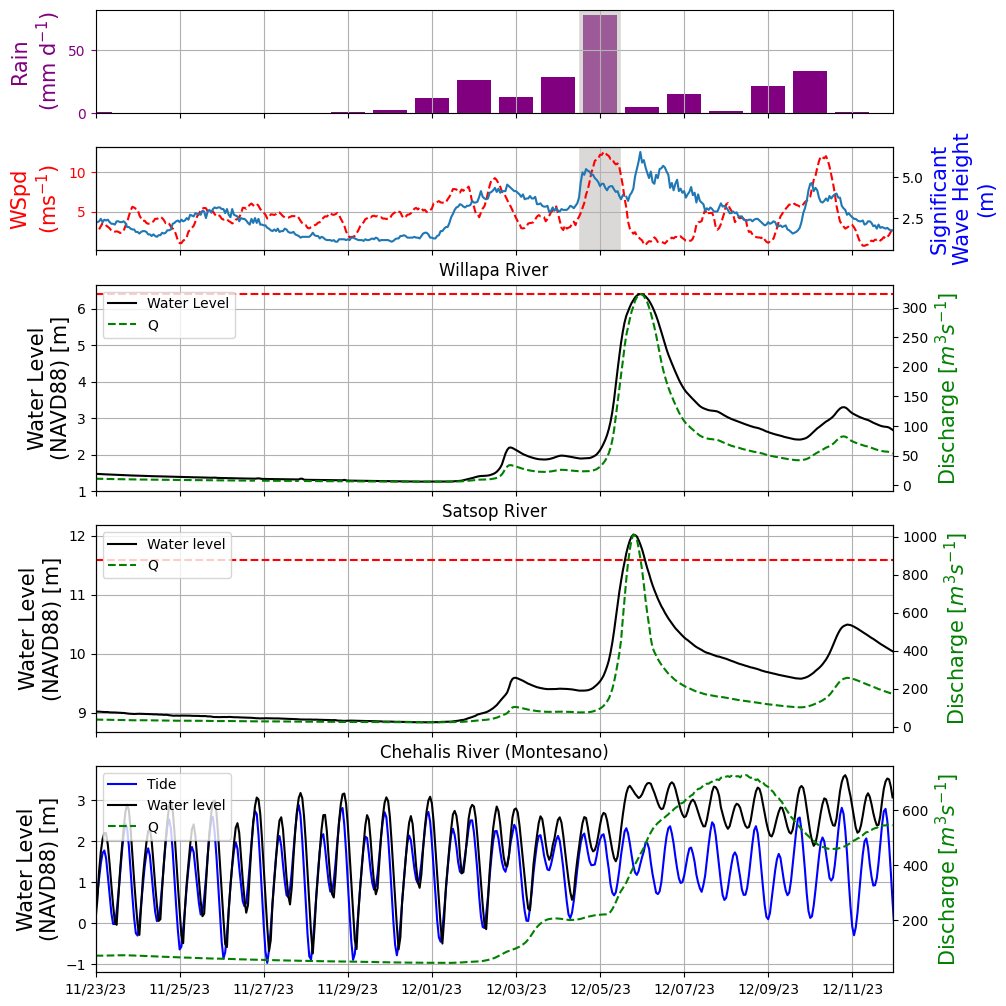 Rain
(mm d⁻¹)
50
0
WSpd
(ms⁻¹)
10
5
5.0
2.5
Significant
Wave Height
(m)
Willapa River
Water Level
(NAVD88) [m]
6
5
4
3
2
1
Water Level
Q
300
250
200
150
100
50
0
Discharge [m³s⁻¹]
Satsop River
Water Level
(NAVD88) [m]
12
11
10
9
Water level
Q
1000
800
600
400
200
0
Discharge [m³s⁻¹]
Chehalis River (Montesano)
Water Level
(NAVD88) [m]
3
2
1
0
−1
Tide
Water level
Q
600
400
200
Discharge [m³s⁻¹]
11/23/23 11/25/23 11/27/23 11/29/23 12/01/23 12/03/23 12/05/23 12/07/23 12/09/23 12/11/23